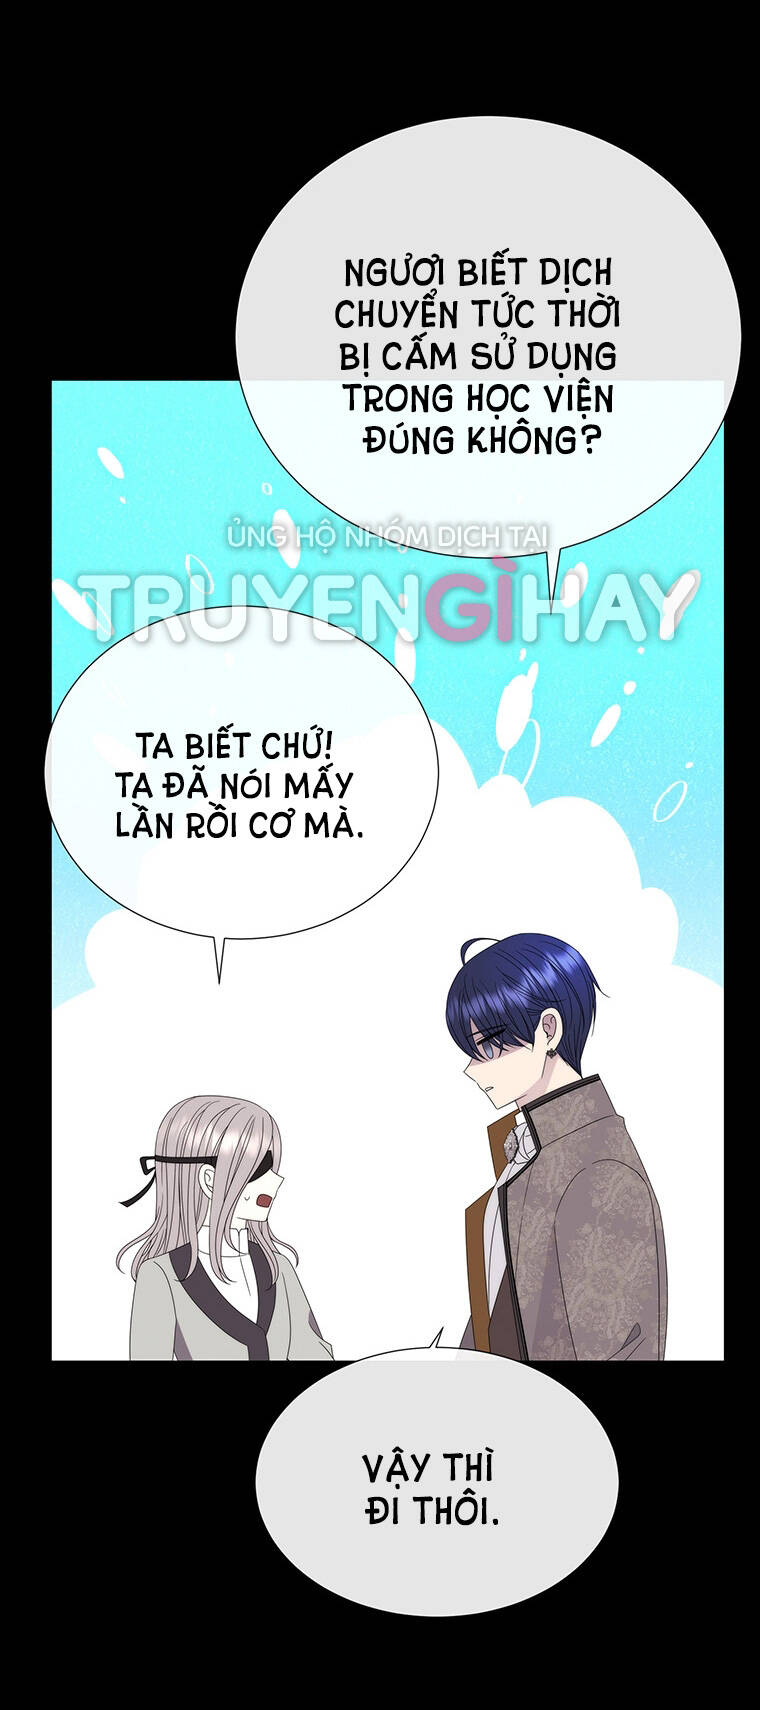 NGƯƠI BIẾT DỊCH
CHUYỂN TỨC THỜI
BỊ CẤM SỬ DỤNG
TRONG HỌC VIỆN
ĐÚNG KHÔNG?
ỦNG HỘ NHÓM DỊCH TẠI
TRUYENGÌHAY
TA BIẾT CHỨ!
TA ĐÃ NÓI MẤY
LẦN RỒI CƠ MÀ.
VẬY THÌ
ĐI THÔI.